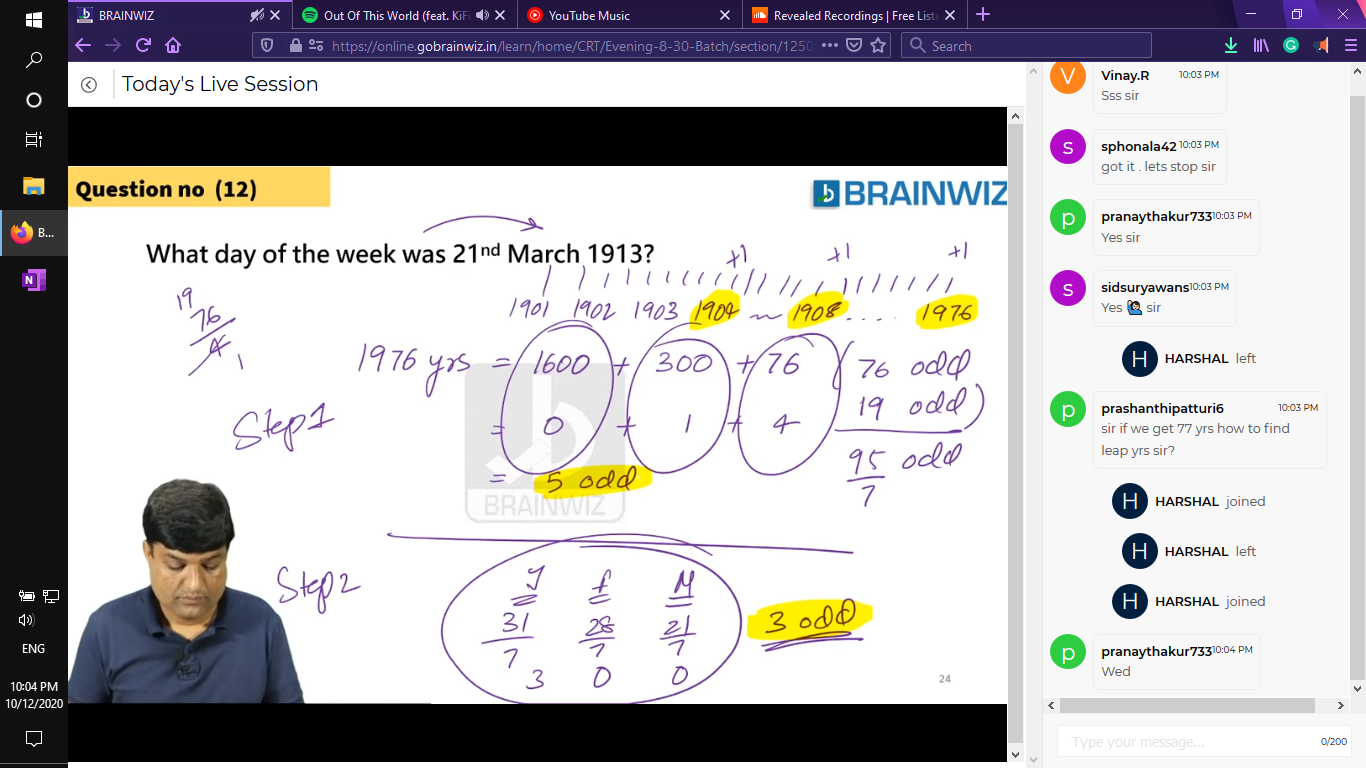 BRAINWIZ
Out Of This World (feat. KiF
YouTube Music
Revealed Recordings | Free List
https://online.gobrainwiz.in/learn/home/CRT/Evening-8-30-Batch/section/1250
Search
Today's Live Session
Question no (12)
BRAINWIZ
What day of the week was 21nd March 1913?
+1 +1 +1
1901 1902 1903 1904 ~ 1908 .... 1976
19
76
4
1
1976 yrs = 1600 + 300 + 76 (76 odd
19 odd)
Step1
= 0 + 1 + 4
95 odd
7
= 5 odd
BRAINWIZ
Step2
J f M
31 28 21
7 7 7
3 0 0
3 odd
24
Vinay.R 10:03 PM
Sss sir
sphonala42 10:03 PM
got it . lets stop sir
pranaythakur733 10:03 PM
Yes sir
sidsuryawans 10:03 PM
Yes 🙋 sir
HARSHAL left
prashanthipatturi6 10:03 PM
sir if we get 77 yrs how to find
leap yrs sir?
HARSHAL joined
HARSHAL left
HARSHAL joined
pranaythakur733 10:04 PM
Wed
Type your message...
0/200
B...
ENG
10:04 PM
10/12/2020
V
s
p
s
H
p
H
H
H
p